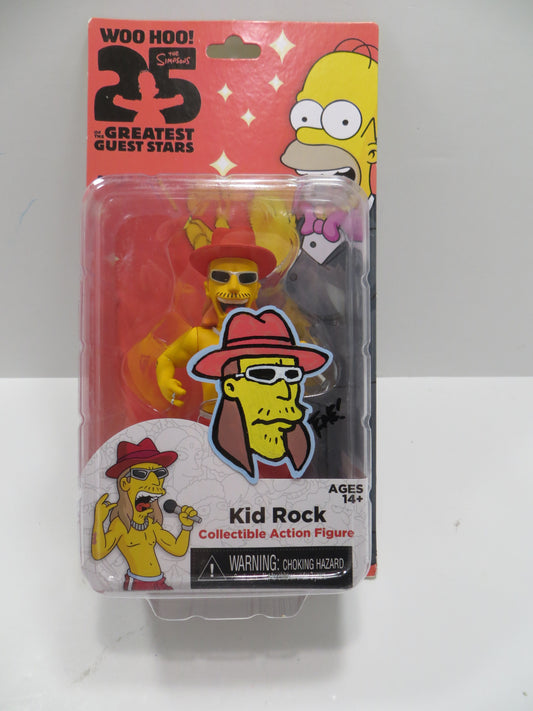 WOO HOO!
THE
SIMPSONS
25
OF THE
GREATEST
GUEST STARS
AGES
14+
Kid Rock
Collectible Action Figure
WARNING: CHOKING HAZARD